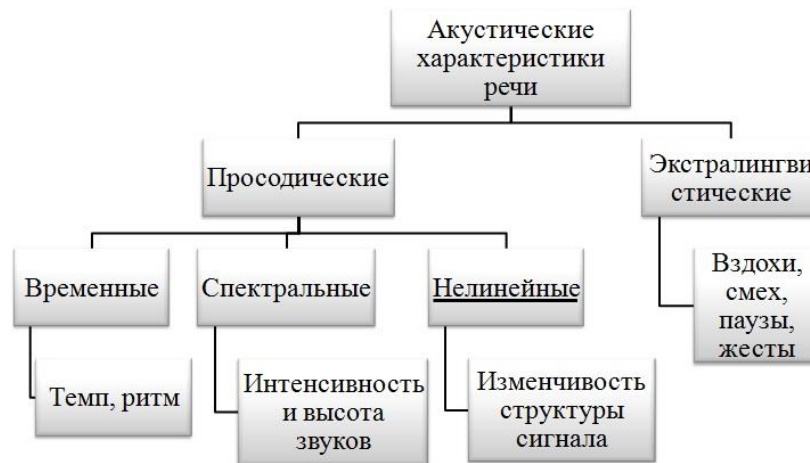 Акустические
характеристики
речи
Просодические
Экстралингви
стические
Временные
Спектральные
Нелинейные
Вздохи,
смех,
паузы,
жесты
Темп, ритм
Интенсивность
и высота
звуков
Изменчивость
структуры
сигнала